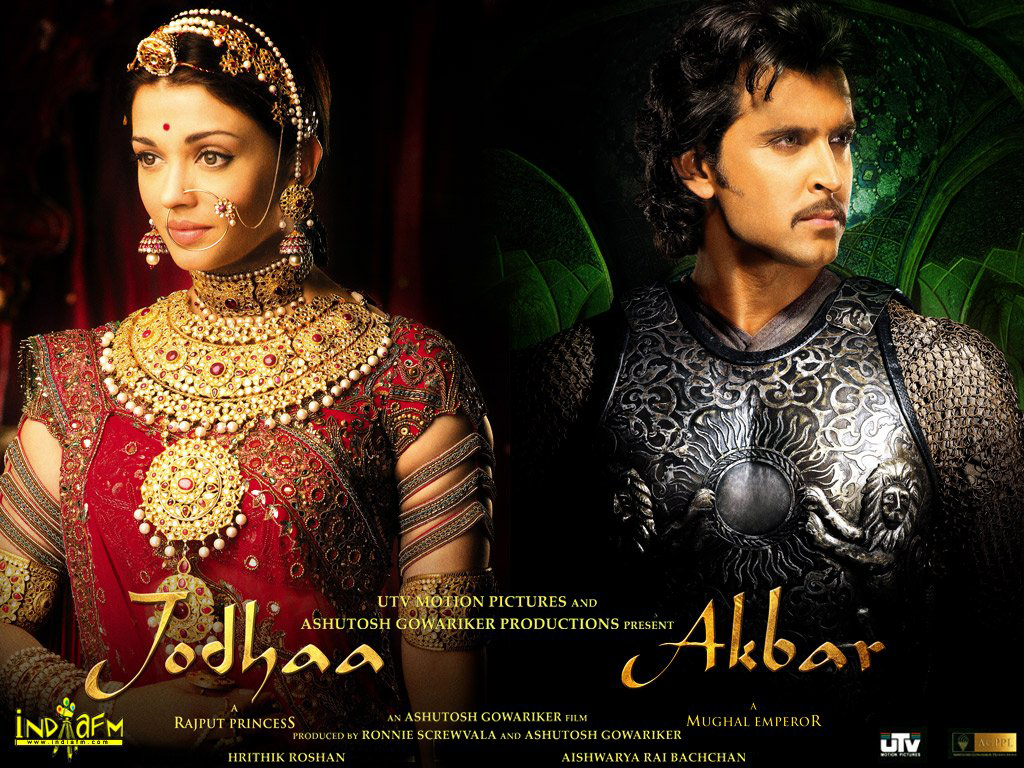 UTV MOTION PICTURES AND
ASHUTOSH GOWARIKER PRODUCTIONS PRESENT
Jodhaa Akbar
A
RAJPUT PRINCESS
A
MUGHAL EMPEROR
AN ASHUTOSH GOWARIKER FILM
PRODUCED BY RONNIE SCREWVALA AND ASHUTOSH GOWARIKER
HRITHIK ROSHAN AISHWARYA RAI BACHCHAN
INDIAFM
www.indiafm.com
UTV
MOTION PICTURES
AGPPL